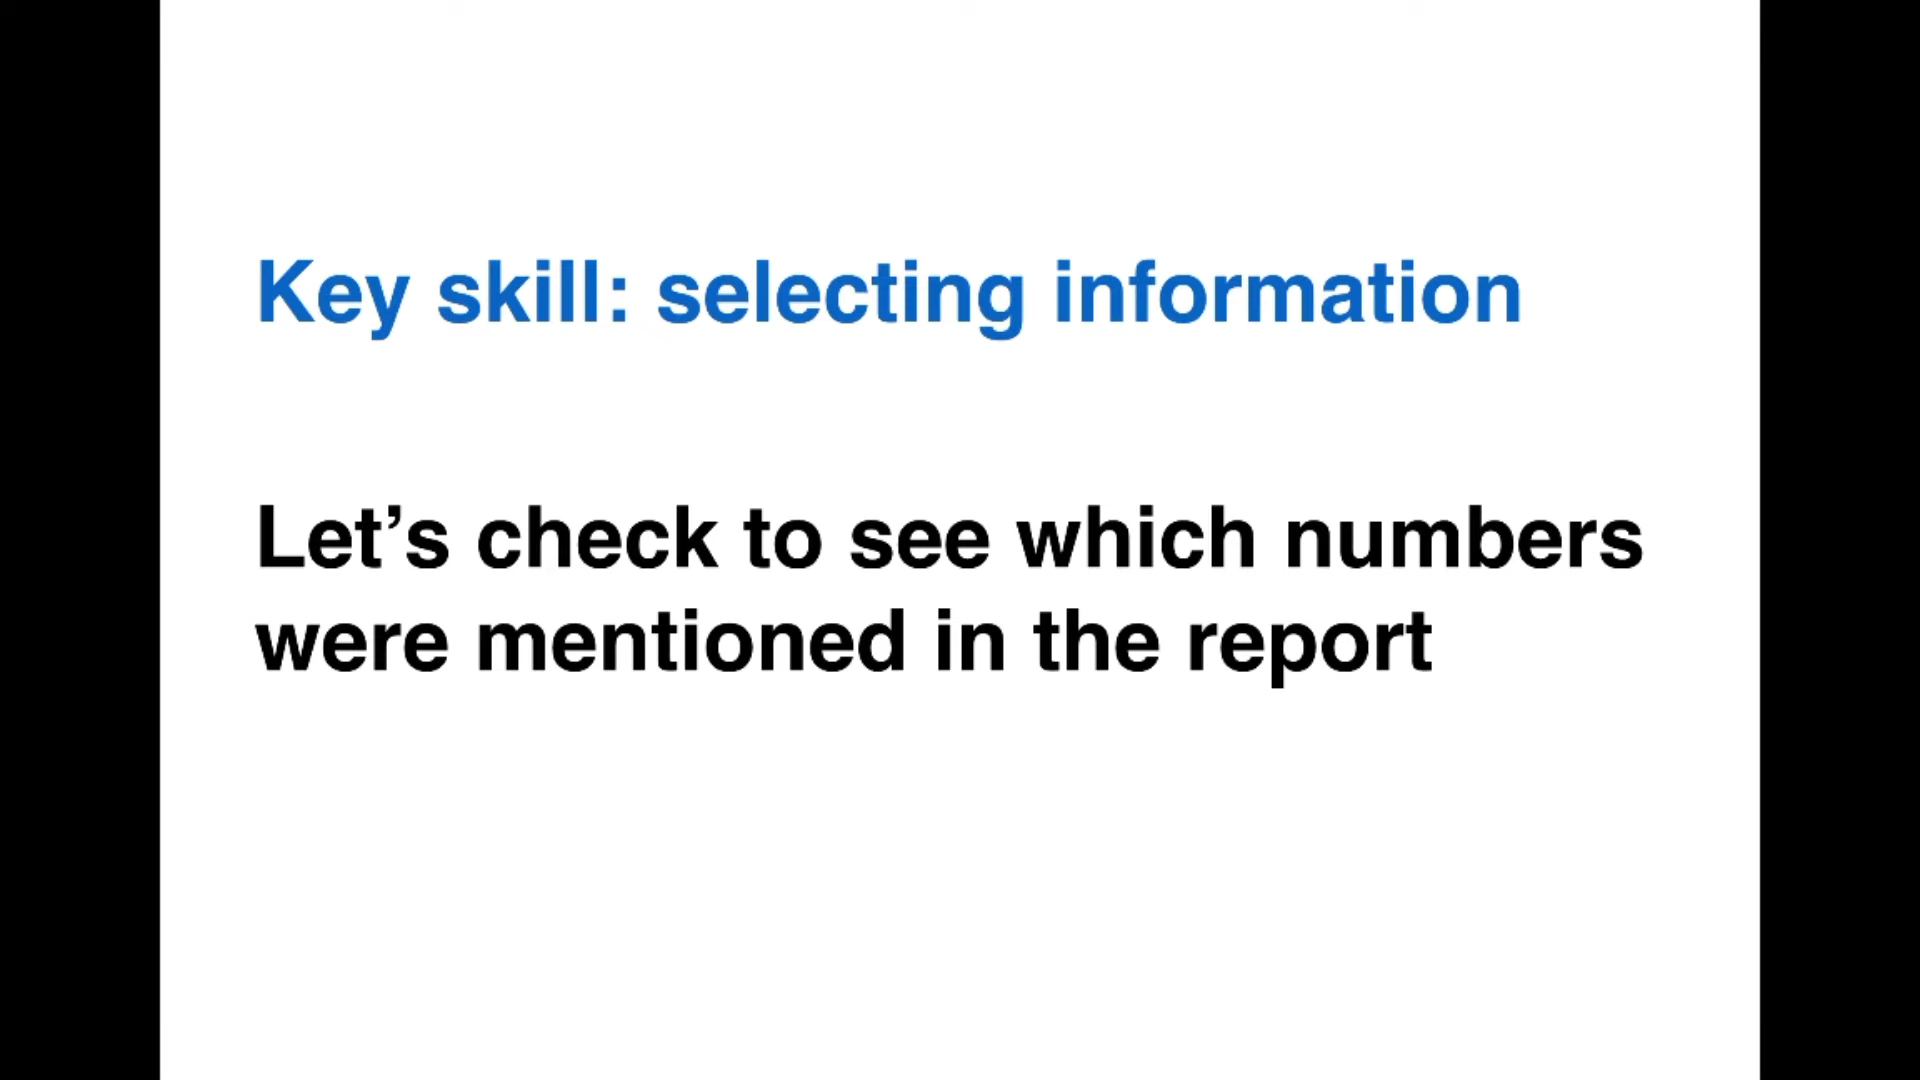 Key skill: selecting information
Let’s check to see which numbers
were mentioned in the report